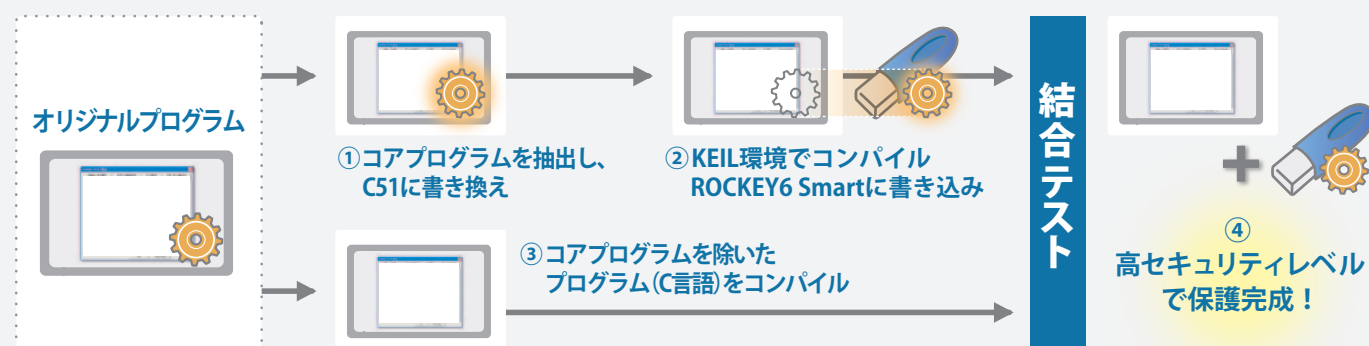 オリジナルプログラム
①コアプログラムを抽出し、
C51に書き換え
②KEIL環境でコンパイル
ROCKEY6 Smartに書き込み
③コアプログラムを除いた
プログラム(C言語)をコンパイル
結合テスト
④
高セキュリティレベル
で保護完成！